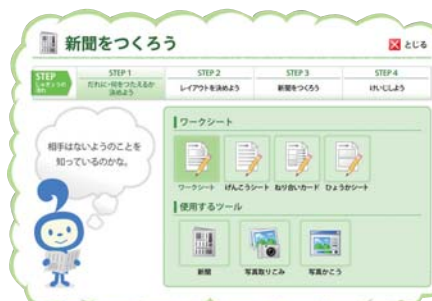 新聞をつくろう
とじる
STEP
STEP 1
だれに・何をつたえるか
決めよう
STEP 2
レイアウトを決めよう
STEP 3
新聞をつくろう
STEP 4
けいじしよう
相手はないようのことを
知っているのかな。
ワークシート
ワークシート
げんこうシート
ねり合いカード
ひょうかシート
使用するツール
新聞
写真取りこみ
写真かこう